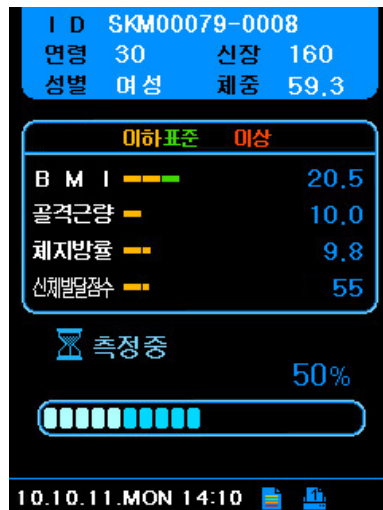 I D SKM00079-0008
연령 30 신장 160
성별 여성 체중 59.3
이하 표준 이상
B M I 20.5
골격근량 10.0
체지방율 9.8
신체발달점수 55
측정중
50%
10.10.11.MON 14:10